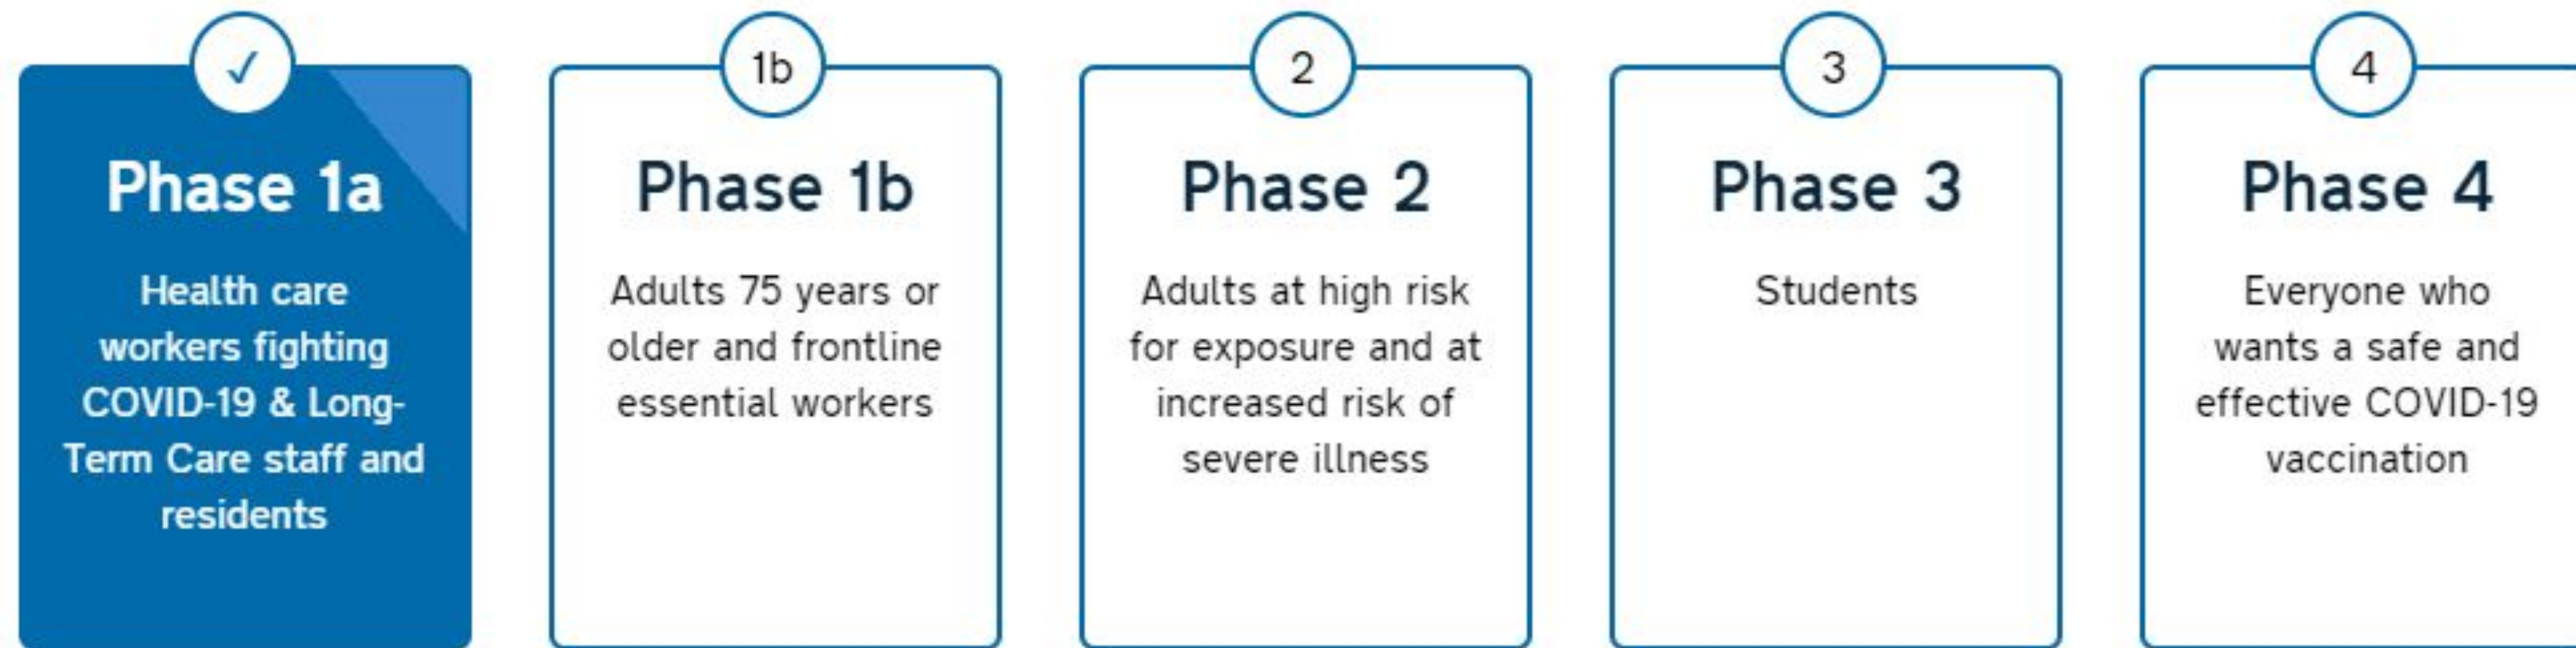 ✓
Phase 1a
Health care
workers fighting
COVID-19 & Long-
Term Care staff and
residents
1b
Phase 1b
Adults 75 years or
older and frontline
essential workers
2
Phase 2
Adults at high risk
for exposure and at
increased risk of
severe illness
3
Phase 3
Students
4
Phase 4
Everyone who
wants a safe and
effective COVID-19
vaccination